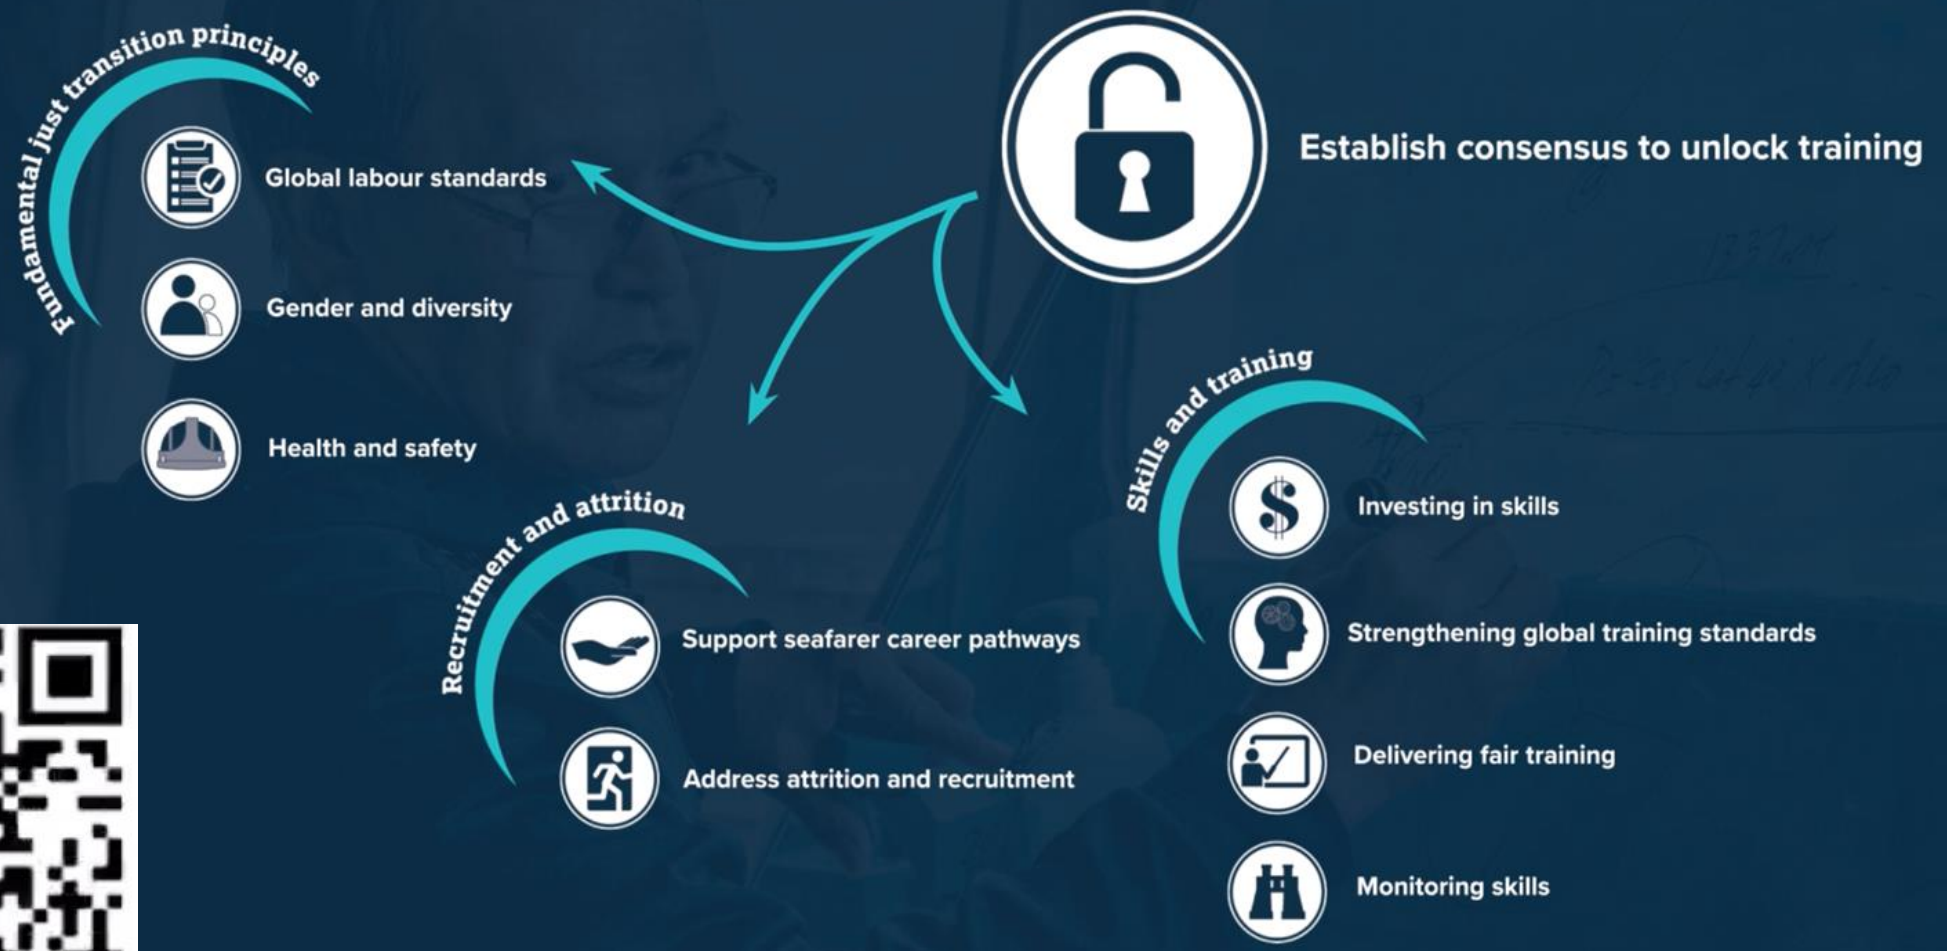 Establish consensus to unlock training
Fundamental just transition principles
Global labour standards
Gender and diversity
Health and safety
Recruitment and attrition
Support seafarer career pathways
Address attrition and recruitment
Skills and training
Investing in skills
Strengthening global training standards
Delivering fair training
Monitoring skills